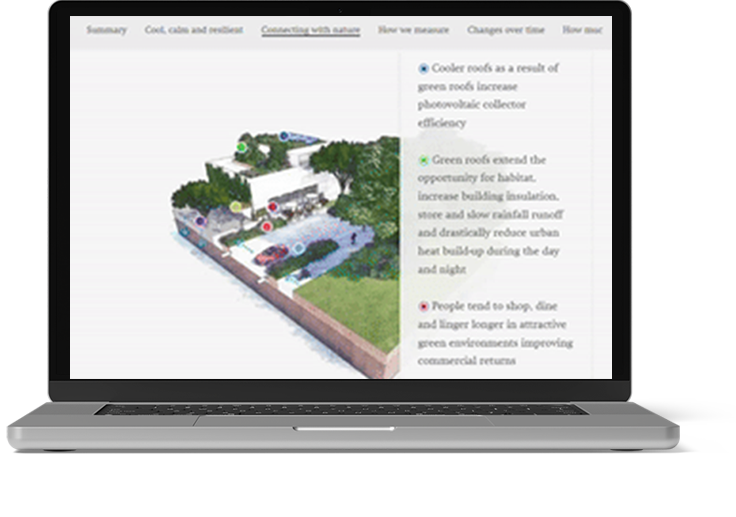 Summary Cool, calm and resilient Connecting with nature How we measure Changes over time How muc
Cooler roofs as a result of
green roofs increase
photovoltaic collector
efficiency
Green roofs extend the
opportunity for habitat,
increase building insulation,
store and slow rainfall runoff
and drastically reduce urban
heat build-up during the day
and night
People tend to shop, dine
and linger longer in attractive
green environments improving
commercial returns